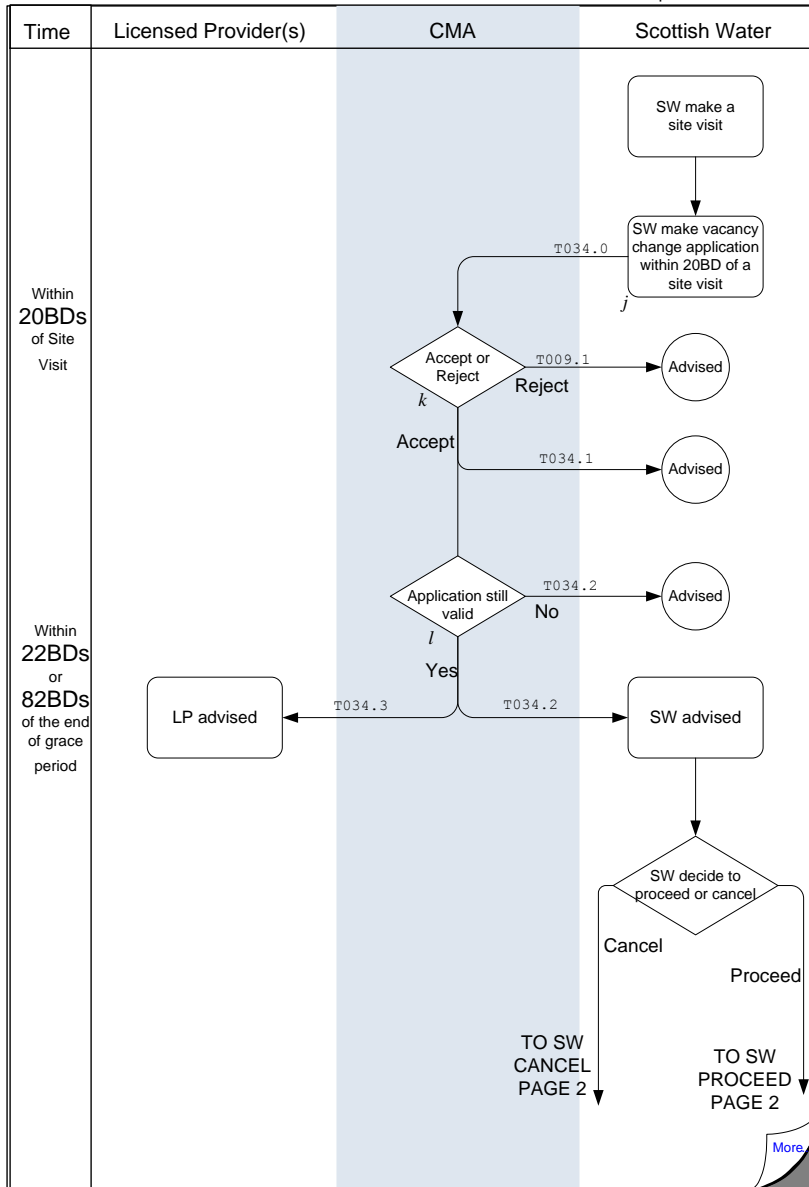 Time
Licensed Provider(s)
CMA
Scottish Water
SW make a
site visit
SW make vacancy
change application
within 20BD of a
site visit
j
T034.0
Within
20BDs
of Site
Visit
Accept or
Reject
k
T009.1
Reject
Advised
Accept
T034.1
Advised
Application still
valid
l
T034.2
No
Advised
Within
22BDs
or
82BDs
of the end
of grace
period
Yes
LP advised
T034.3
T034.2
SW advised
SW decide to
proceed or cancel
Cancel
Proceed
TO SW
CANCEL
PAGE 2
TO SW
PROCEED
PAGE 2
More